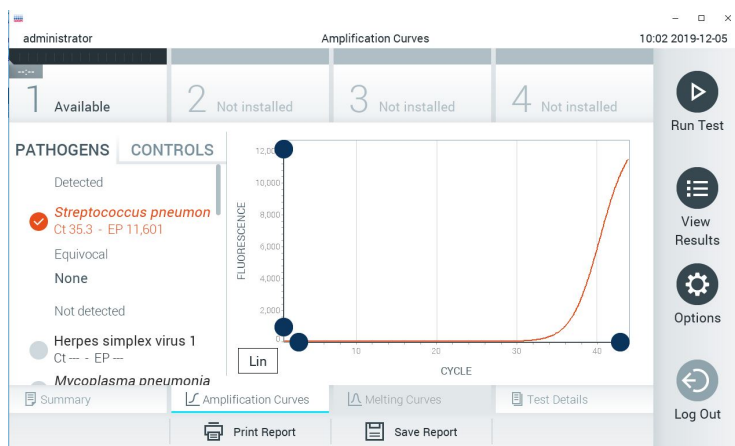 administrator
Amplification Curves
10:02 2019-12-05
--:--
1 Available
2 Not installed
3 Not installed
4 Not installed
Run Test
View
Results
Options
Log Out
PATHOGENS
CONTROLS
Detected
Streptococcus pneumon
Ct 35.3 - EP 11,601
Equivocal
None
Not detected
Herpes simplex virus 1
Ct --- - EP ---
Mycoplasma pneumonia
FLUORESCENCE
12,00
10,000
8,000
6,000
4,000
2,000
0
10
20
30
40
CYCLE
Lin
Summary
Amplification Curves
Melting Curves
Test Details
Print Report
Save Report